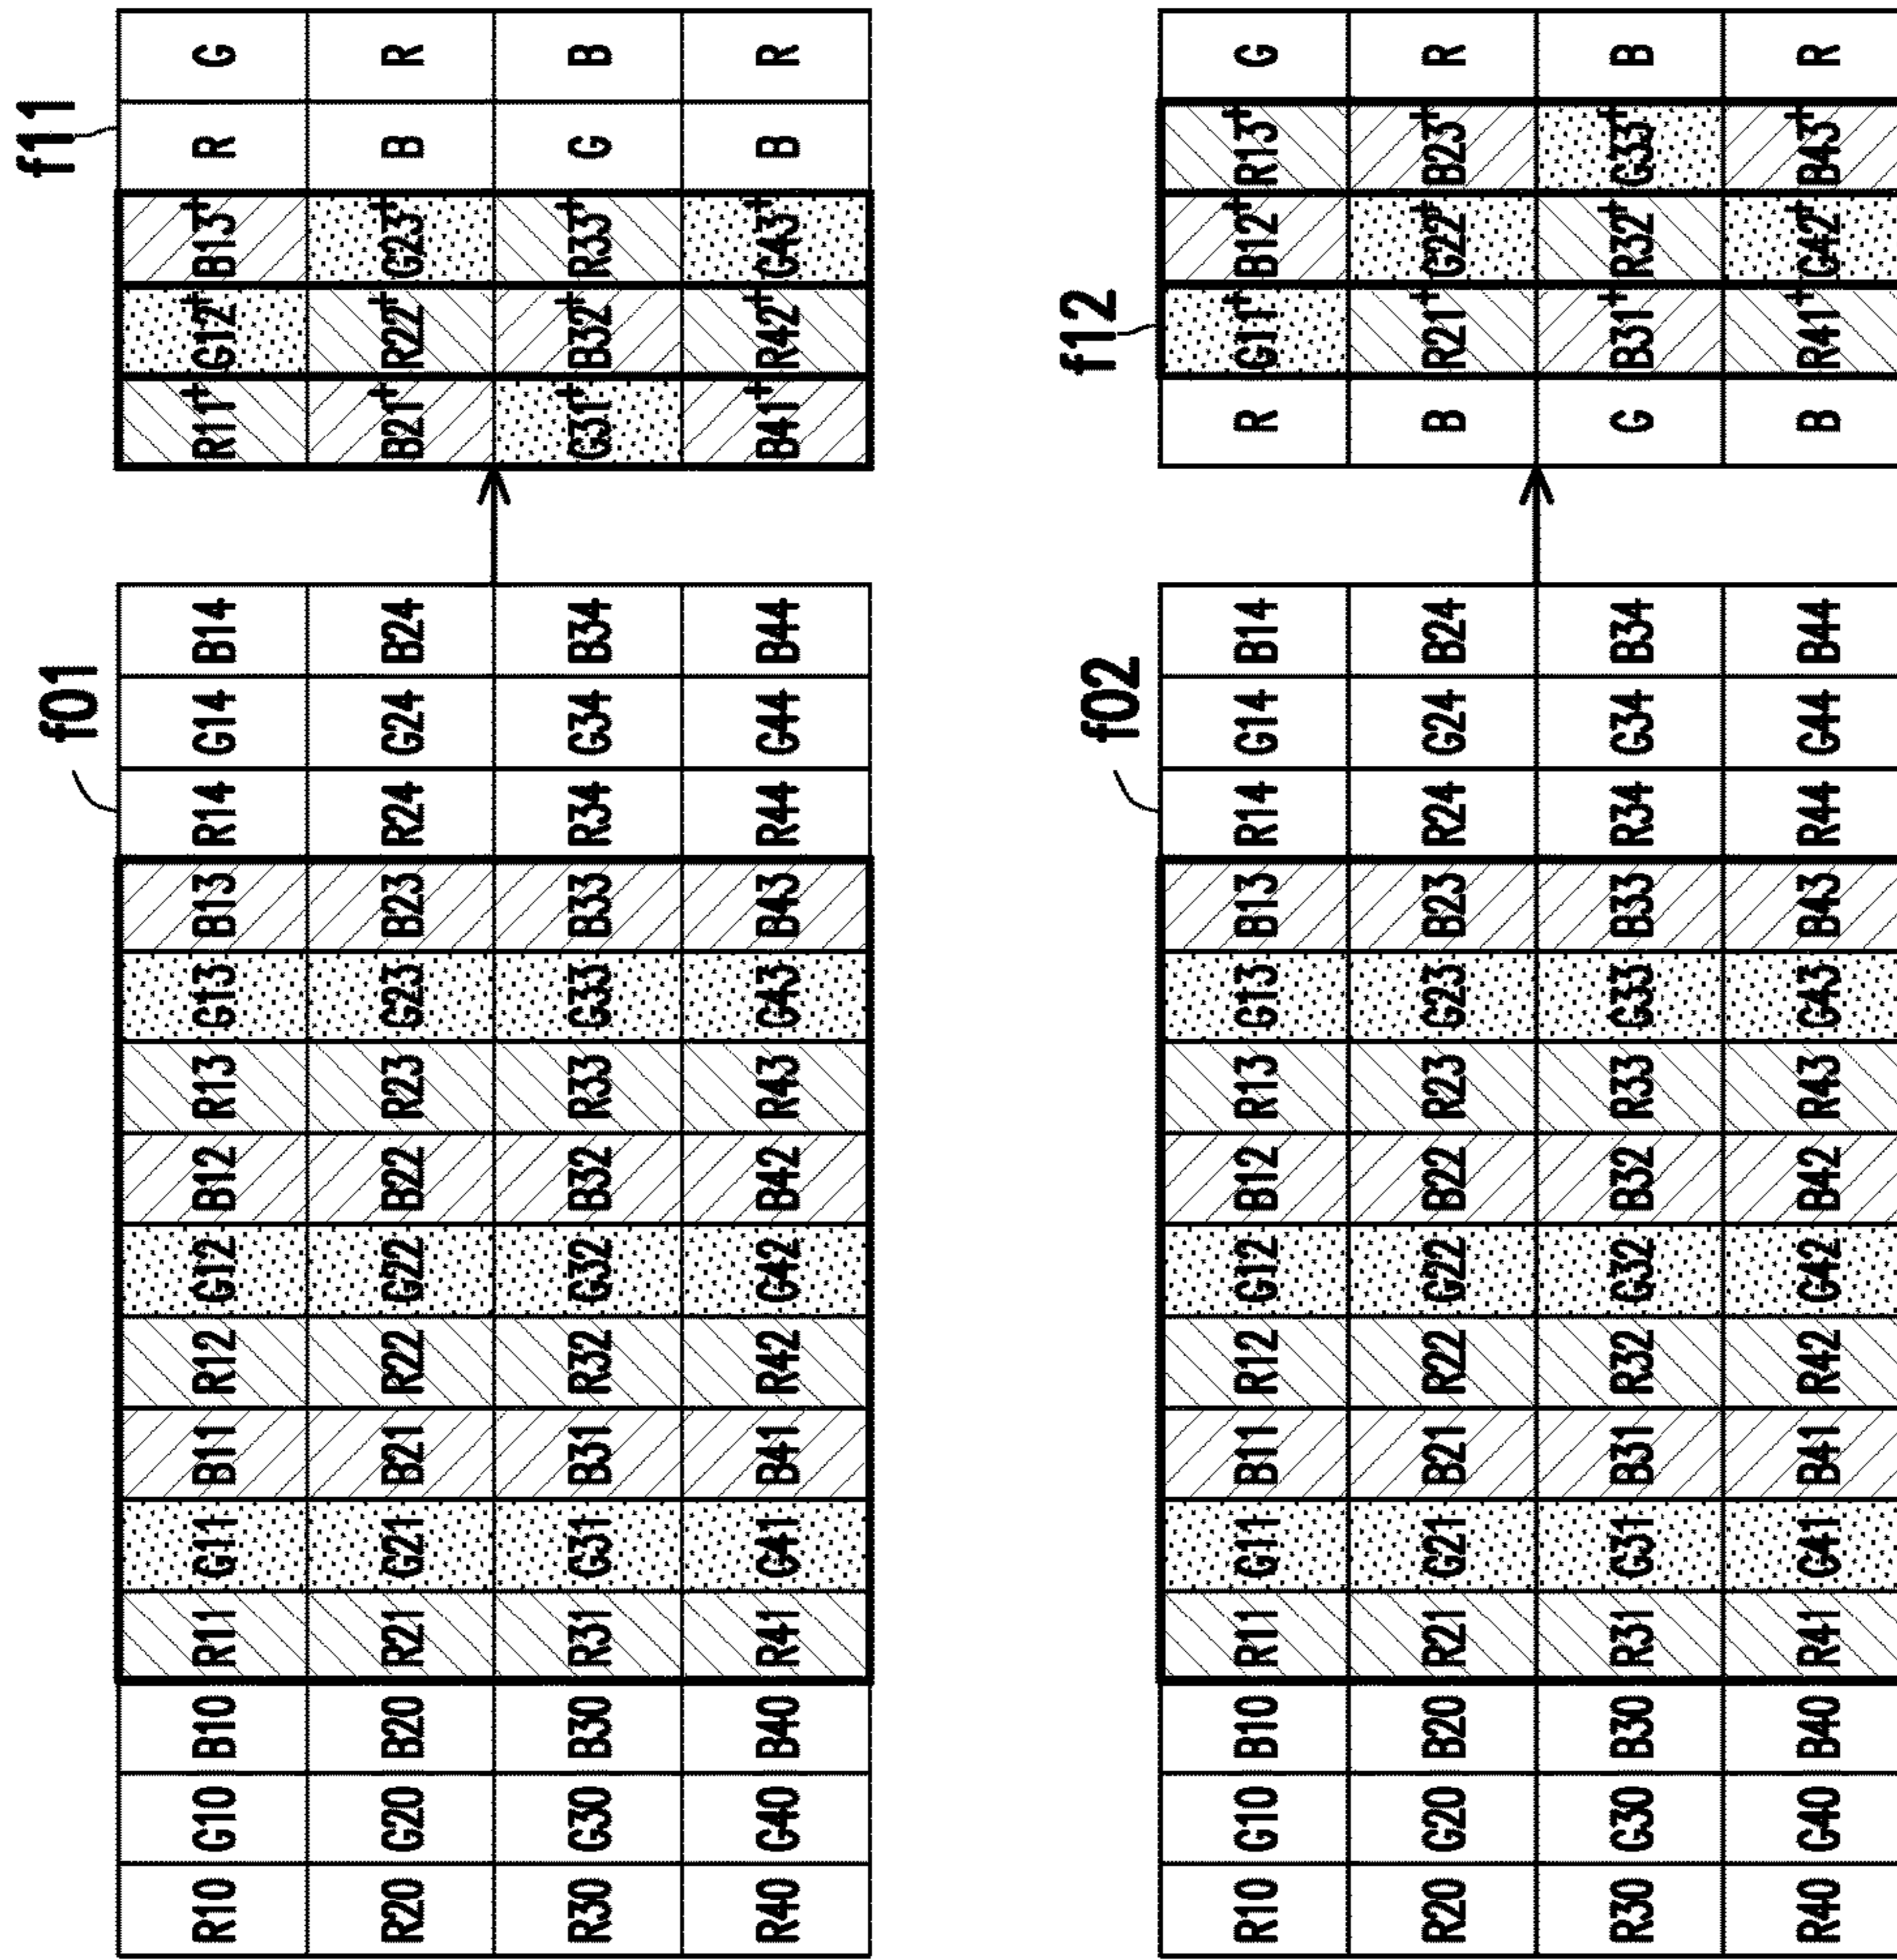 f01 f11
R10 G10 B10 R11 G11 B11 R12 G12 B12 R13 G13 B13 R14 G14 B14 R11⁺ G12⁺ B13⁺ R G
R20 G20 B20 R21 G21 B21 R22 G22 B22 R23 G23 B23 R24 G24 B24 B21⁺ R22⁺ G23⁺ B R
R30 G30 B30 R31 G31 B31 R32 G32 B32 R33 G33 B33 R34 G34 B34 G31⁺ B32⁺ R33⁺ G B
R40 G40 B40 R41 G41 B41 R42 G42 B42 R43 G43 B43 R44 G44 B44 B41⁺ R42⁺ G43⁺ B R
f02 f12
R10 G10 B10 R11 G11 B11 R12 G12 B12 R13 G13 B13 R14 G14 B14 R G11⁺ B12⁺ R13⁺ G
R20 G20 B20 R21 G21 B21 R22 G22 B22 R23 G23 B23 R24 G24 B24 B R21⁺ G22⁺ B23⁺ R
R30 G30 B30 R31 G31 B31 R32 G32 B32 R33 G33 B33 R34 G34 B34 G B31⁺ R32⁺ G33⁺ B
R40 G40 B40 R41 G41 B41 R42 G42 B42 R43 G43 B43 R44 G44 B44 B R41⁺ G42⁺ B43⁺ R